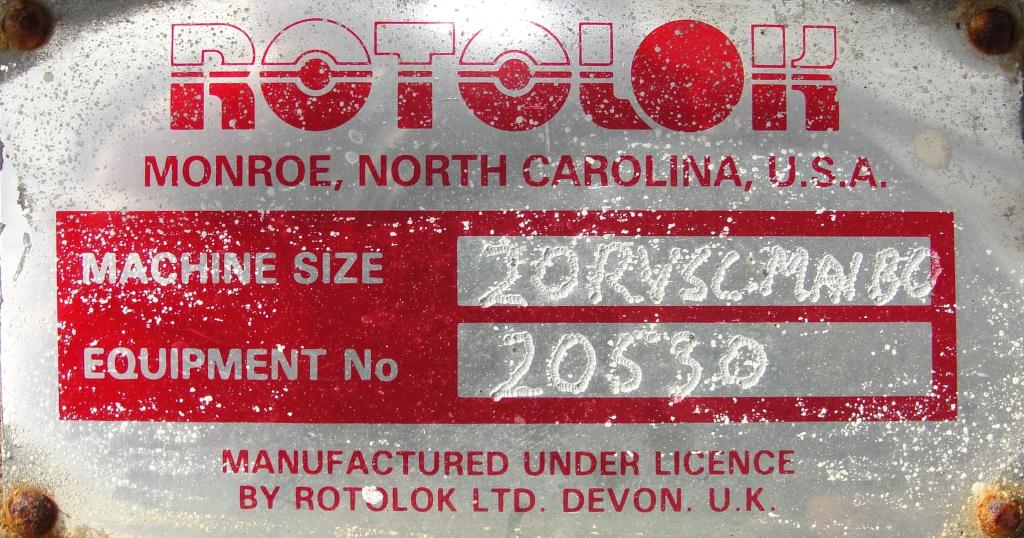 ROTOLOK
MONROE, NORTH CAROLINA, U.S.A.
MACHINE SIZE
EQUIPMENT No 20530
MANUFACTURED UNDER LICENCE
BY ROTOLOK LTD. DEVON. U.K.